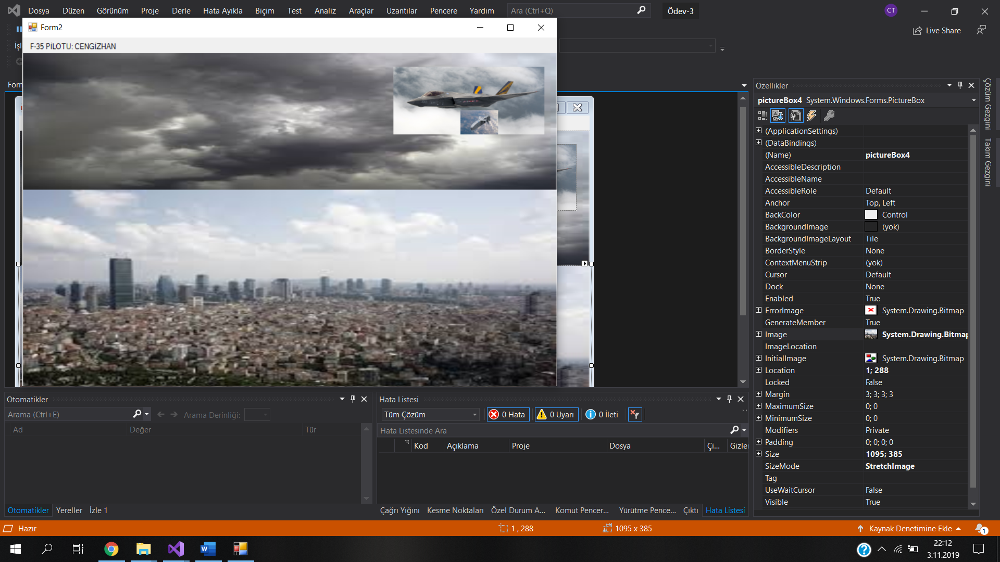 Dosya Düzen Görünüm Proje Derle Hata Ayıkla Biçim Test Analiz Araçlar Uzantılar Pencere Yardım Ara (Ctrl+Q) Ödev-3 CT
Form2
Live Share
F-35 PİLOTU: CENGİZHAN
Özellikler
pictureBox4 System.Windows.Forms.PictureBox
(ApplicationSettings)
(DataBindings)
(Name) pictureBox4
AccessibleDescription
AccessibleName
AccessibleRole Default
Anchor Top, Left
BackColor Control
BackgroundImage (yok)
BackgroundImageLayout Tile
BorderStyle None
ContextMenuStrip (yok)
Cursor Default
Dock None
Enabled True
ErrorImage System.Drawing.Bitmap
GenerateMember True
Image System.Drawing.Bitmap
ImageLocation
InitialImage System.Drawing.Bitmap
Location 1; 288
Locked False
Margin 3; 3; 3; 3
MaximumSize 0; 0
MinimumSize 0; 0
Modifiers Private
Padding 0; 0; 0; 0
Size 1095; 385
SizeMode StretchImage
Tag
UseWaitCursor False
Visible True
Çözüm Gezgini
Takım Gezgini
Otomatikler
Arama (Ctrl+E) Arama Derinliği:
Ad Değer Tür
Otomatikler Yereller İzle 1
Hata Listesi
Tüm Çözüm 0 Hata 0 Uyarı 0 İleti
Hata Listesinde Ara
Kod Açıklama Proje Dosya Çi... Gizler
Çağrı Yığını Kesme Noktaları Özel Durum A... Komut Pencer... Yürütme Pence... Çıktı Hata Listesi
Hazır 1 , 288 1095 x 385 Kaynak Denetimine Ekle 1
22:12
3.11.2019